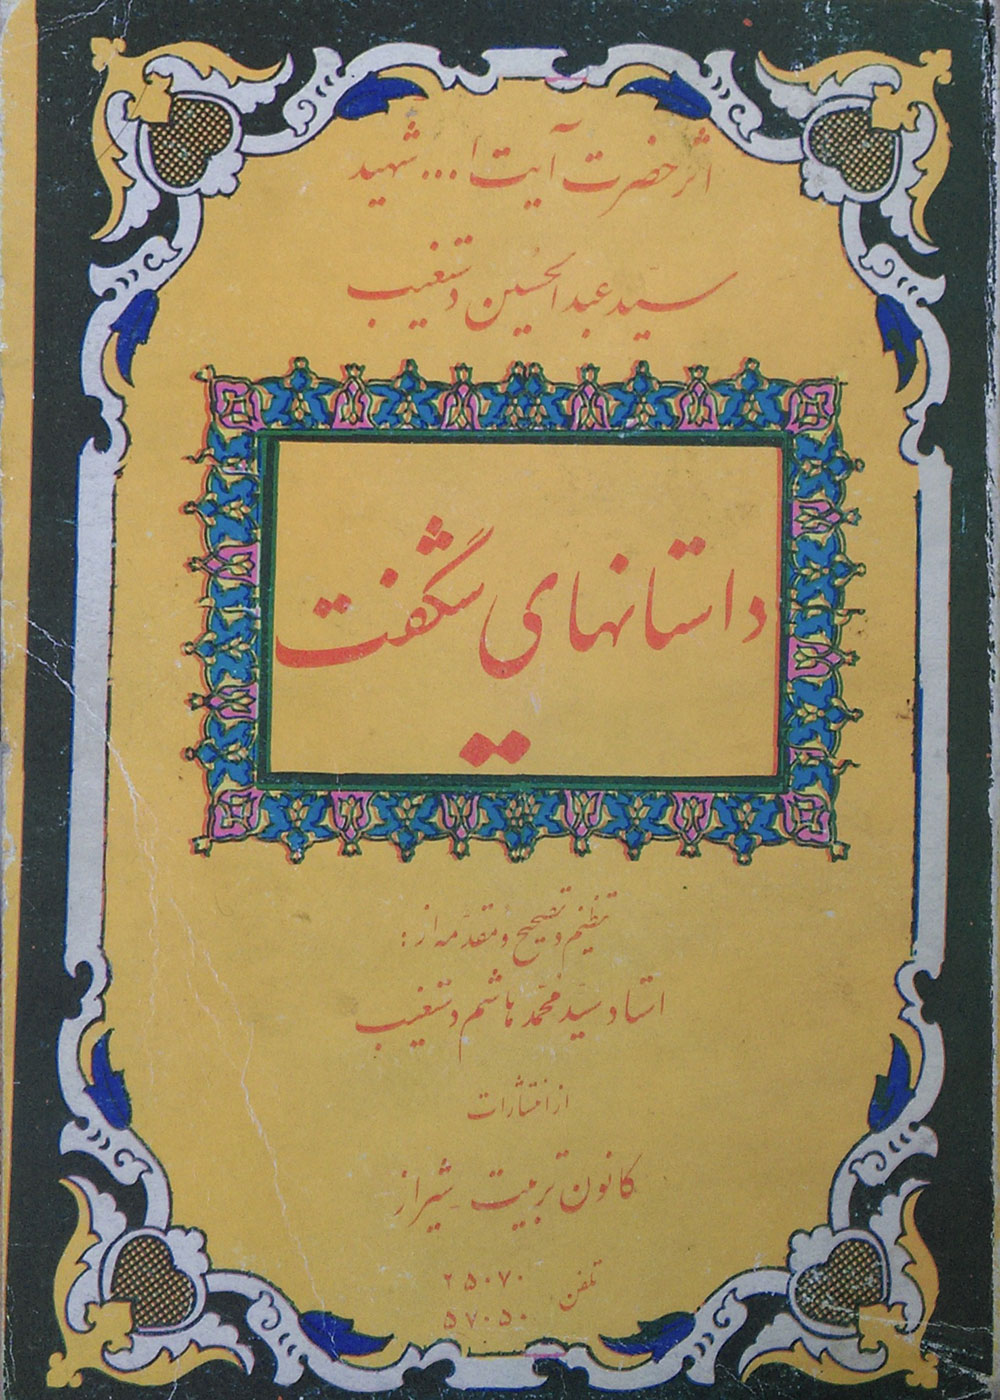 اثر حضرت آیت ا... شهید
سید عبدالحسین دستغیب
داستانهای شگفت
تنظیم و تصحیح و مقدمه از:
استاد سید محمد هاشم دستغیب
از انتشارات
کانون تربیت - شیراز
تلفن ۲۵۰۷۰
۵۷۰۵۰